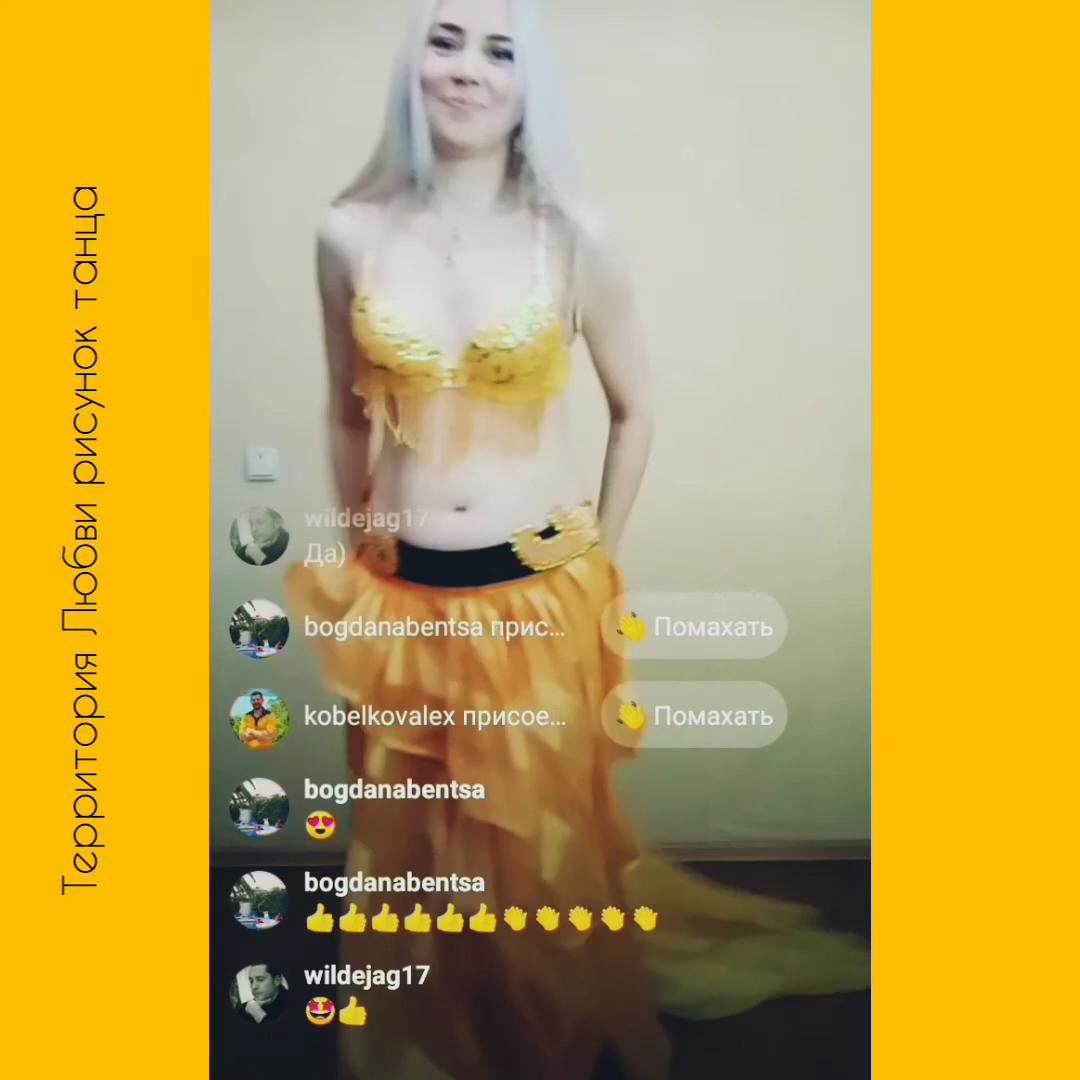 Территория Любви рисунок танца
wildejag17
Да)
bogdanabentsa прис...
👋 Помахать
kobelkovalex присое...
👋 Помахать
bogdanabentsa
😍
bogdanabentsa
👍👍👍👍👍👍👏👏👏👏👏
wildejag17
🤩👍